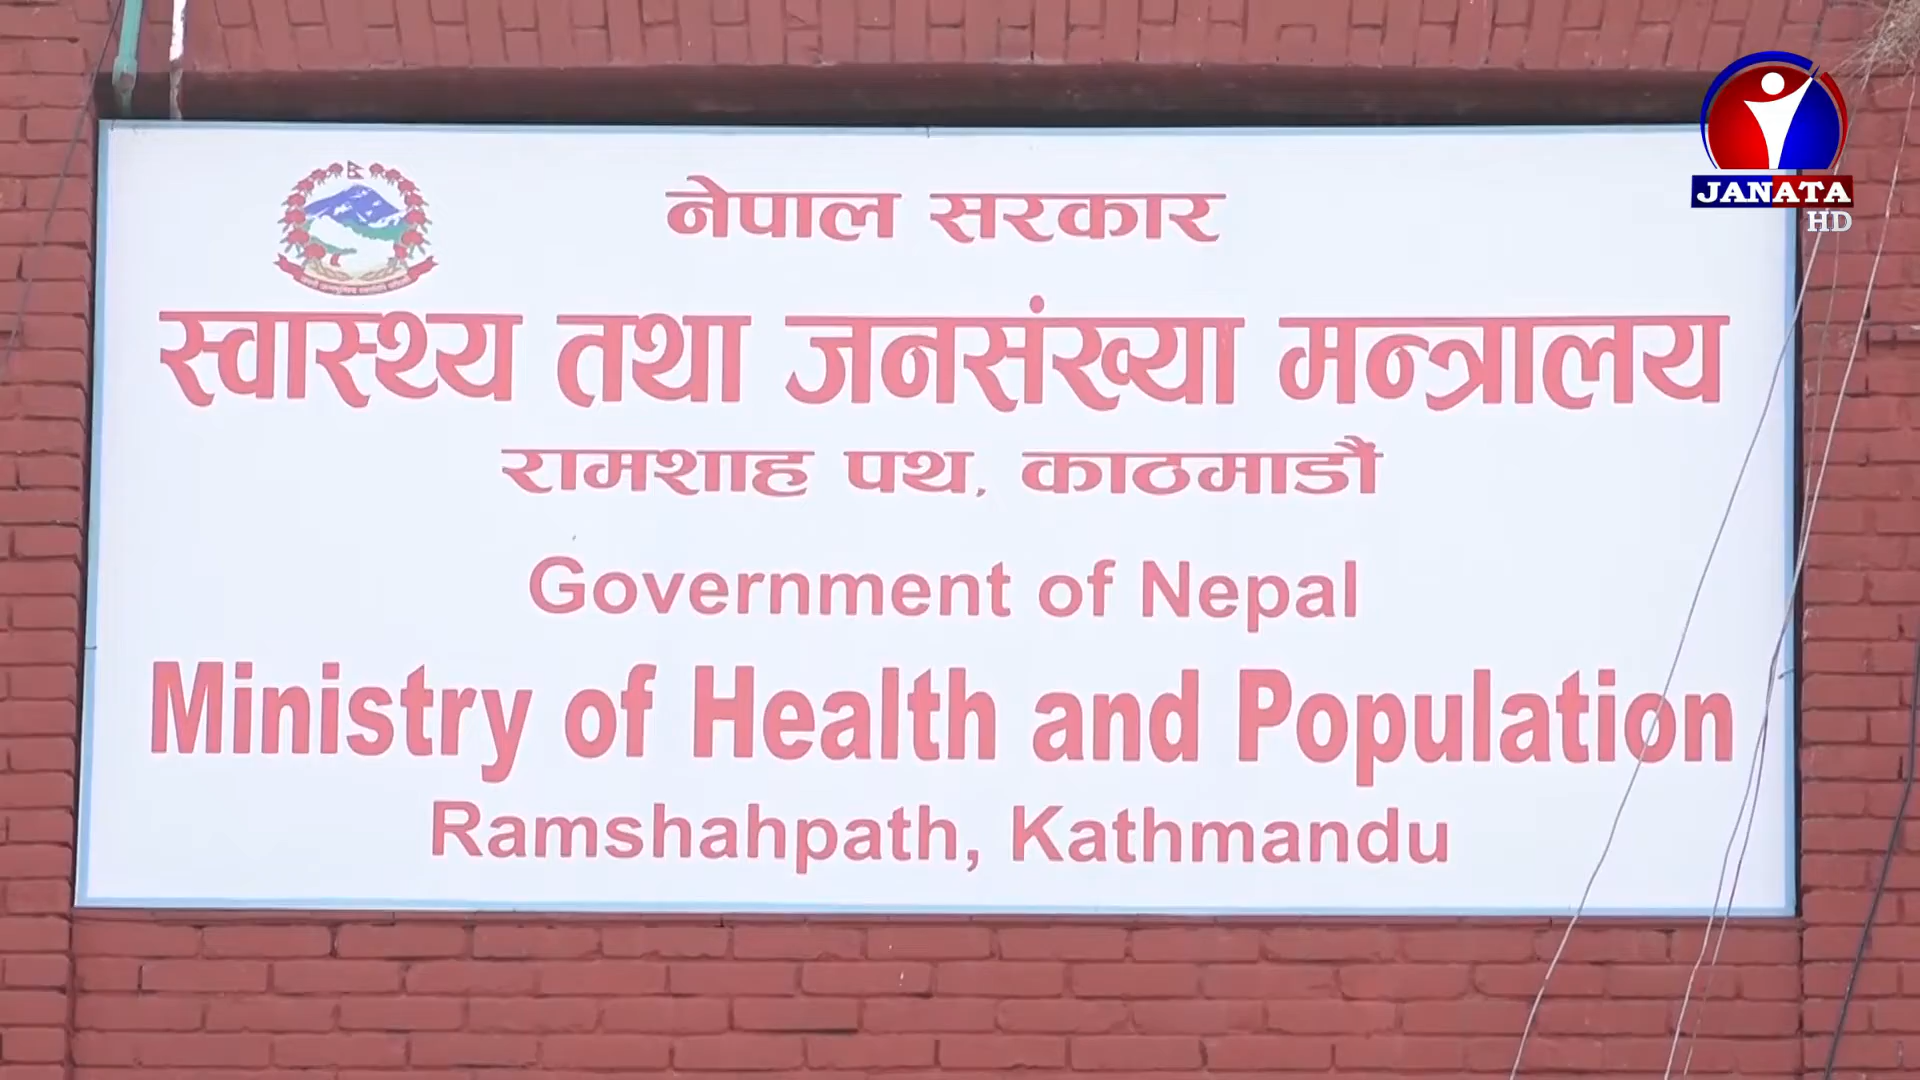 नेपाल सरकार
स्वास्थ्य तथा जनसंख्या मन्त्रालय
रामशाह पथ, काठमाडौं
Government of Nepal
Ministry of Health and Population
Ramshahpath, Kathmandu
JANATA
HD